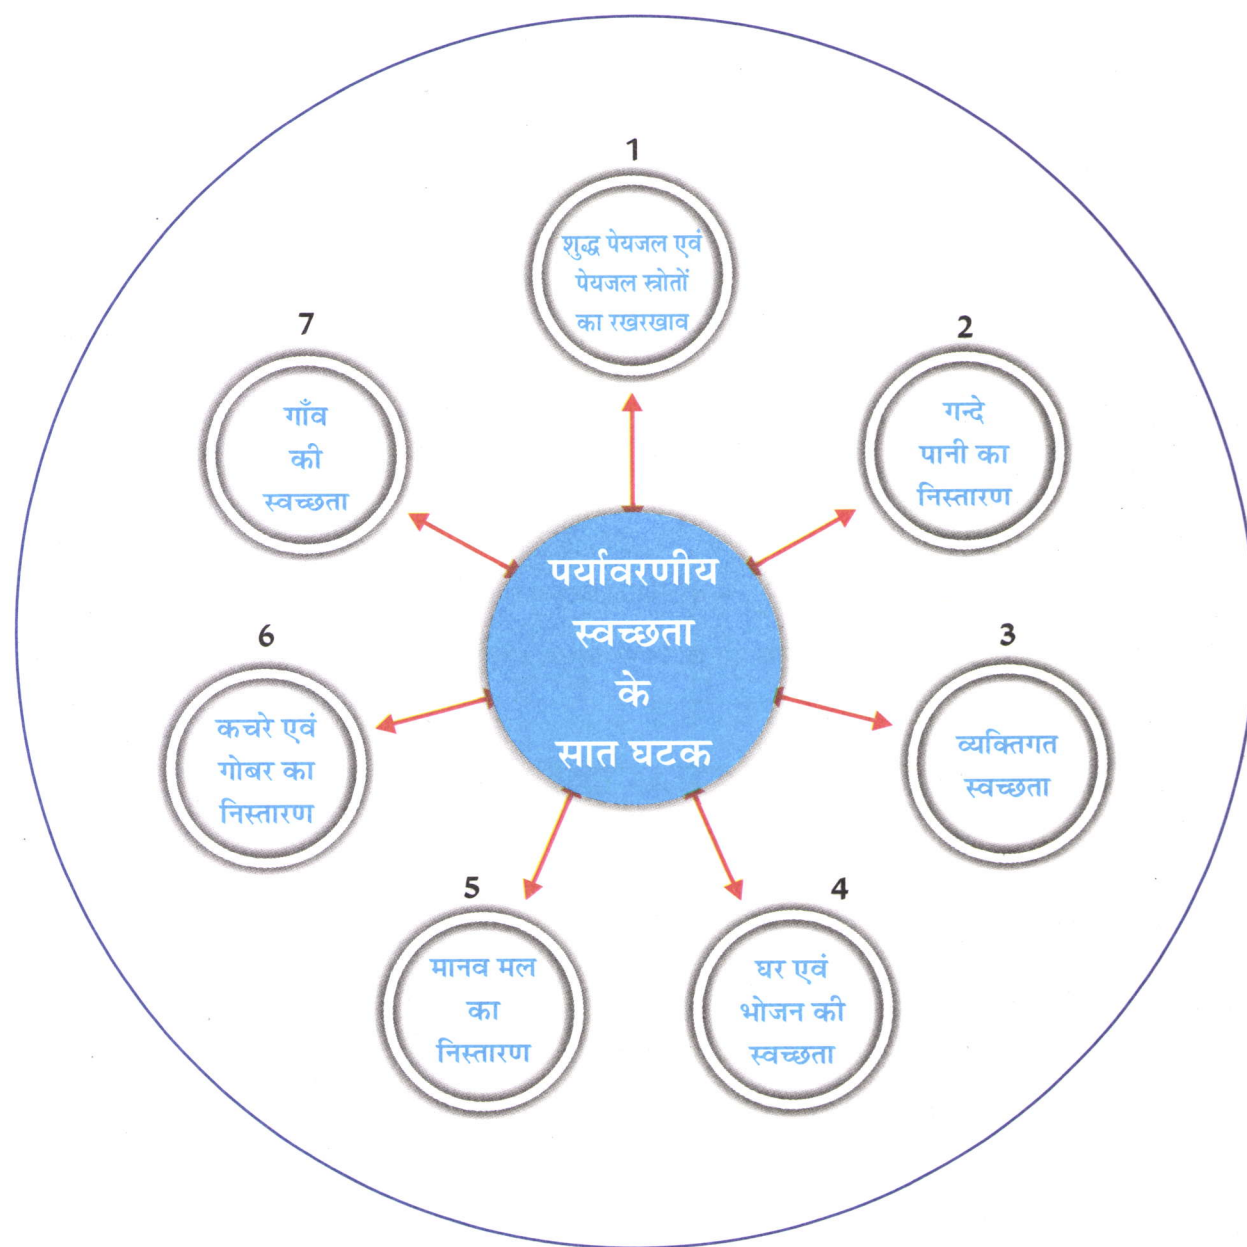 1
शुद्ध पेयजल एवं
पेयजल स्त्रोतों
का रखरखाव
2
गन्दे
पानी का
निस्तारण
3
व्यक्तिगत
स्वच्छता
4
घर एवं
भोजन की
स्वच्छता
5
मानव मल
का
निस्तारण
6
कचरे एवं
गोबर का
निस्तारण
7
गाँव
की
स्वच्छता
पर्यावरणीय
स्वच्छता
के
सात घटक